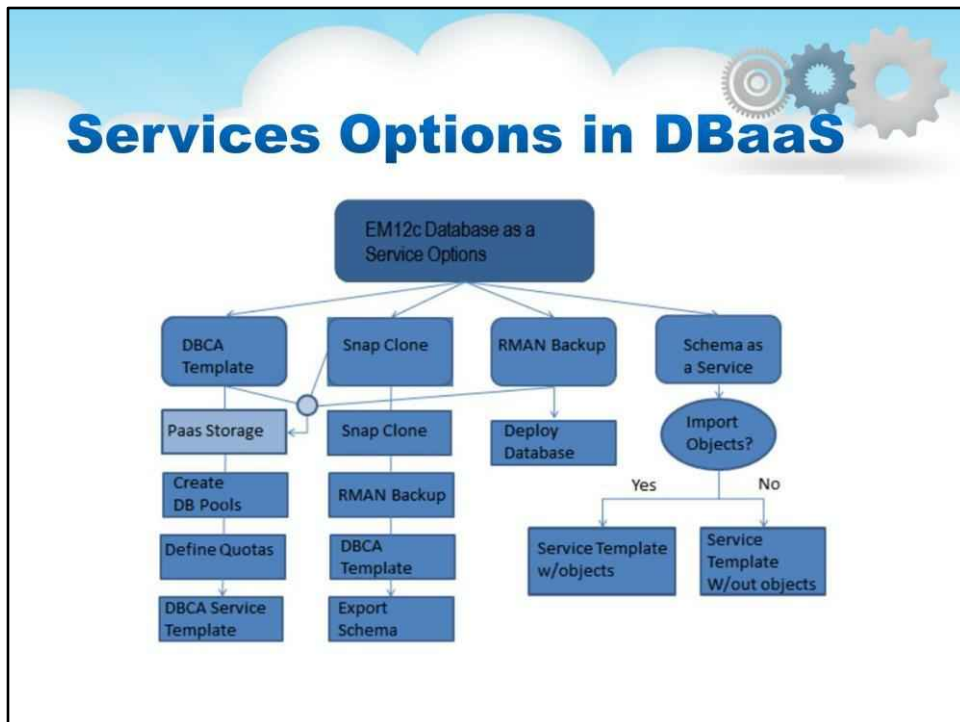 Services Options in DBaaS
EM12c Database as a
Service Options
DBCA
Template
Snap Clone
RMAN Backup
Schema as
a Service
Paas Storage
Snap Clone
Deploy
Database
Import
Objects?
Create
DB Pools
RMAN Backup
Yes
No
Define Quotas
DBCA
Template
Service Template
w/objects
Service
Template
W/out objects
DBCA Service
Template
Export
Schema